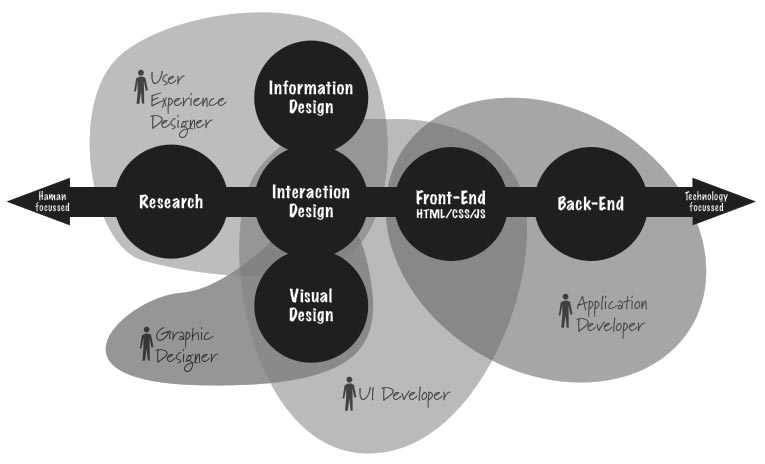 User
Experience
Designer
Information
Design
Human
focussed
Research
Interaction
Design
Front-End
HTML/CSS/JS
Back-End
Technology
focussed
Visual
Design
Graphic
Designer
Application
Developer
UI Developer